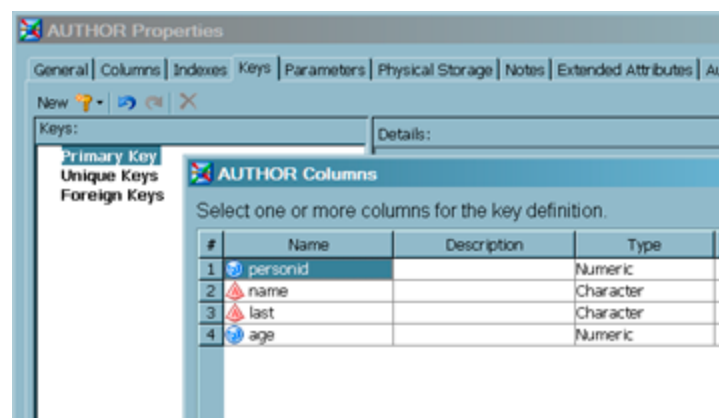 AUTHOR Properties
General Columns Indexes Keys Parameters Physical Storage Notes Extended Attributes
New
Keys:
Details:
Primary Key
Unique Keys
Foreign Keys
AUTHOR Columns
Select one or more columns for the key definition.
# Name Description Type
1 personid Numeric
2 name Character
3 last Character
4 age Numeric